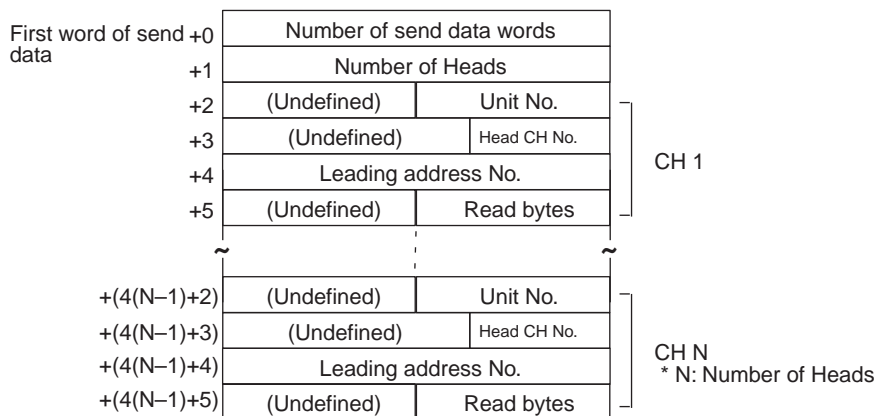 First word of send data
+0 Number of send data words
+1 Number of Heads
+2 (Undefined) Unit No.
+3 (Undefined) Head CH No.
+4 Leading address No.
+5 (Undefined) Read bytes
CH 1
~ ~
+(4(N–1)+2) (Undefined) Unit No.
+(4(N–1)+3) (Undefined) Head CH No.
+(4(N–1)+4) Leading address No.
+(4(N–1)+5) (Undefined) Read bytes
CH N
* N: Number of Heads